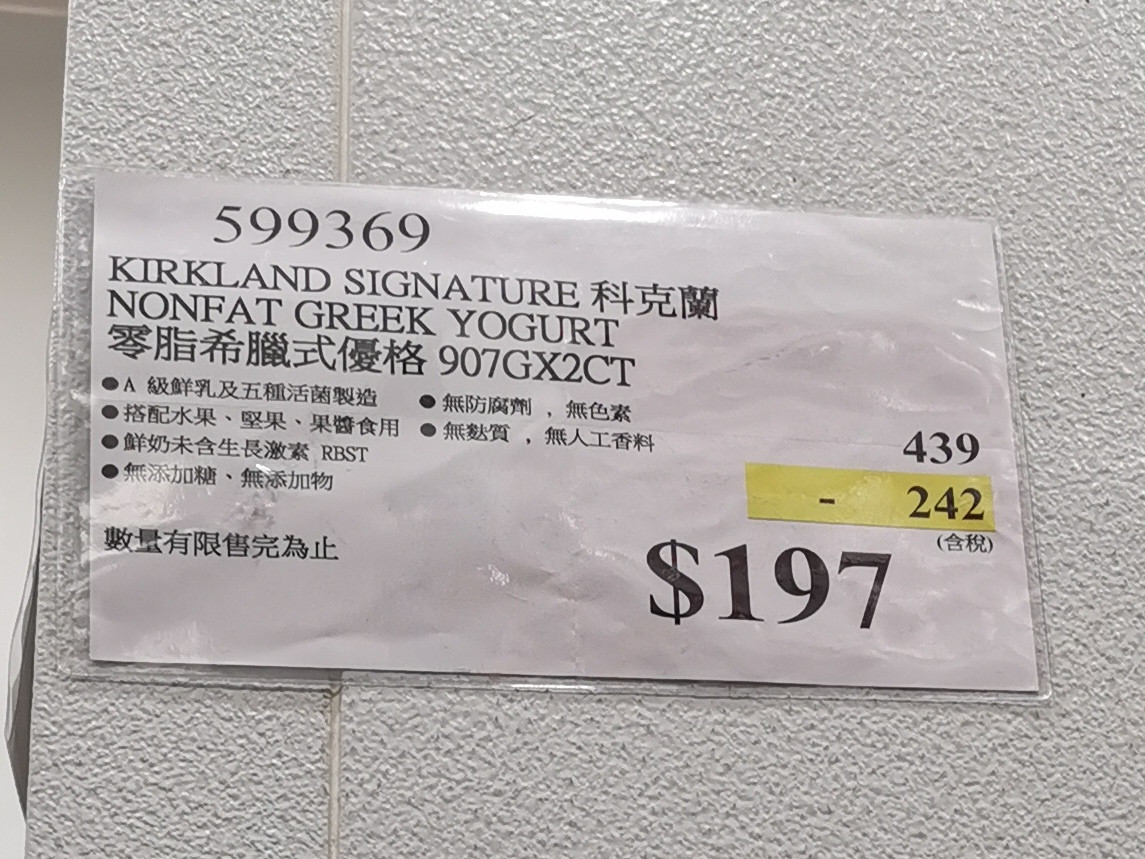 599369
KIRKLAND SIGNATURE 科克蘭
NONFAT GREEK YOGURT
零脂希臘式優格 907GX2CT
●A 級鮮乳及五種活菌製造
●搭配水果、堅果、果醬食用
●鮮奶未含生長激素 RBST
●無添加糖、無添加物
●無防腐劑，無色素
●無麩質，無人工香料
數量有限售完為止
439
- 242
(含稅)
$197